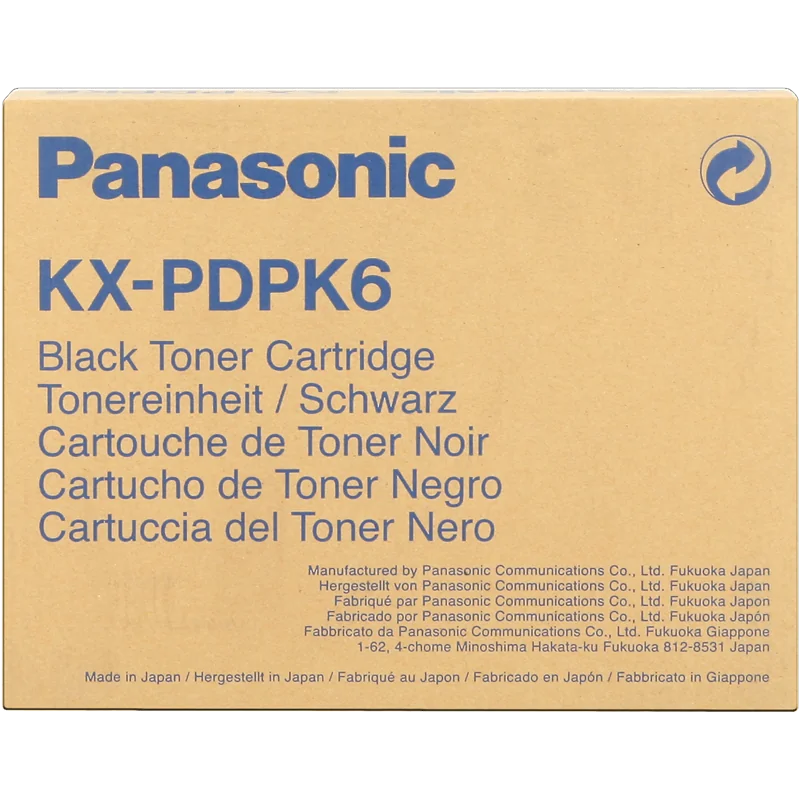 Panasonic
KX-PDPK6
Black Toner Cartridge
Tonereinheit / Schwarz
Cartouche de Toner Noir
Cartucho de Toner Negro
Cartuccia del Toner Nero
Manufactured by Panasonic Communications Co., Ltd. Fukuoka Japan
Hergestellt von Panasonic Communications Co., Ltd. Fukuoka Japan
Fabriqué par Panasonic Communications Co., Ltd. Fukuoka Japon
Fabricado por Panasonic Communications Co., Ltd. Fukuoka Japón
Fabbricato da Panasonic Communications Co., Ltd. Fukuoka Giappone
1-62, 4-chome Minoshima Hakata-ku Fukuoka 812-8531 Japan
Made in Japan / Hergestellt in Japan / Fabriqué au Japon / Fabricado en Japón / Fabbricato in Giappone